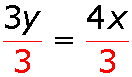 3y/3 = 4x/3